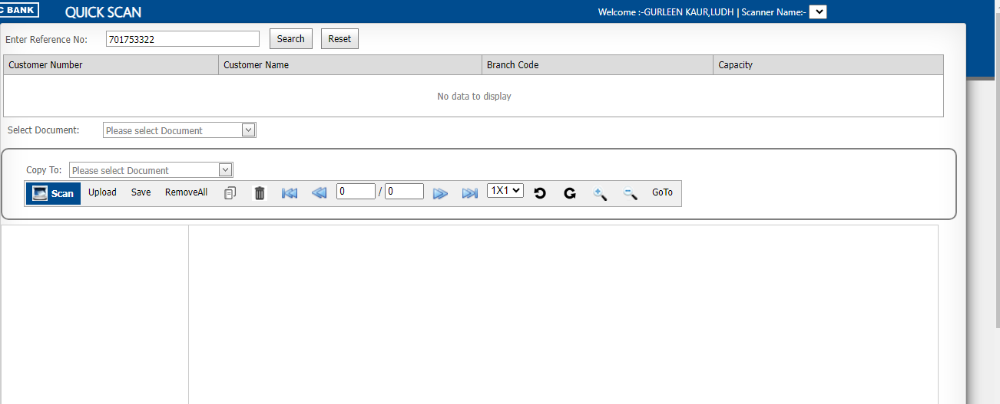 C BANK QUICK SCAN Welcome :-GURLEEN KAUR,LUDH | Scanner Name:-
Enter Reference No: 701753322 Search Reset
Customer Number Customer Name Branch Code Capacity
No data to display
Select Document: Please select Document
Copy To: Please select Document
Scan Upload Save RemoveAll 0 / 0 1X1 GoTo